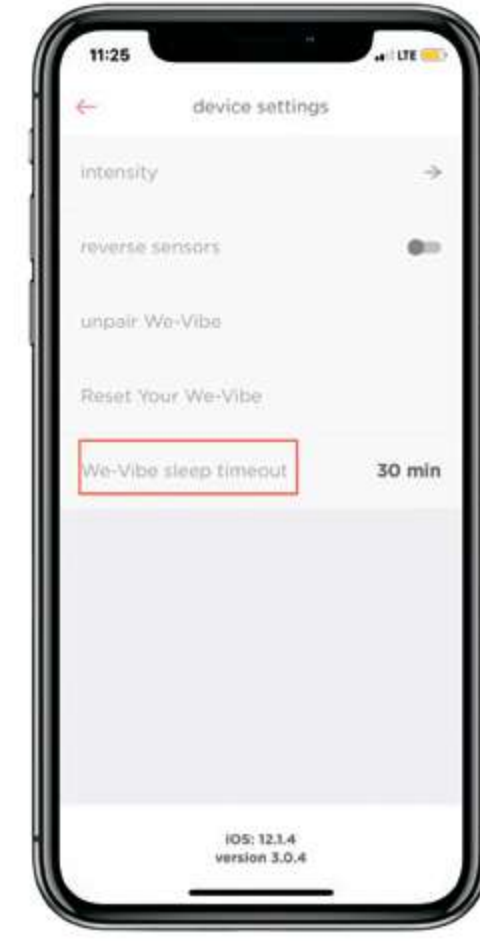 11:25 LTE
device settings
intensity
reverse sensors
unpair We-Vibe
Reset Your We-Vibe
We-Vibe sleep timeout 30 min
iOS: 12.1.4
version 3.0.4